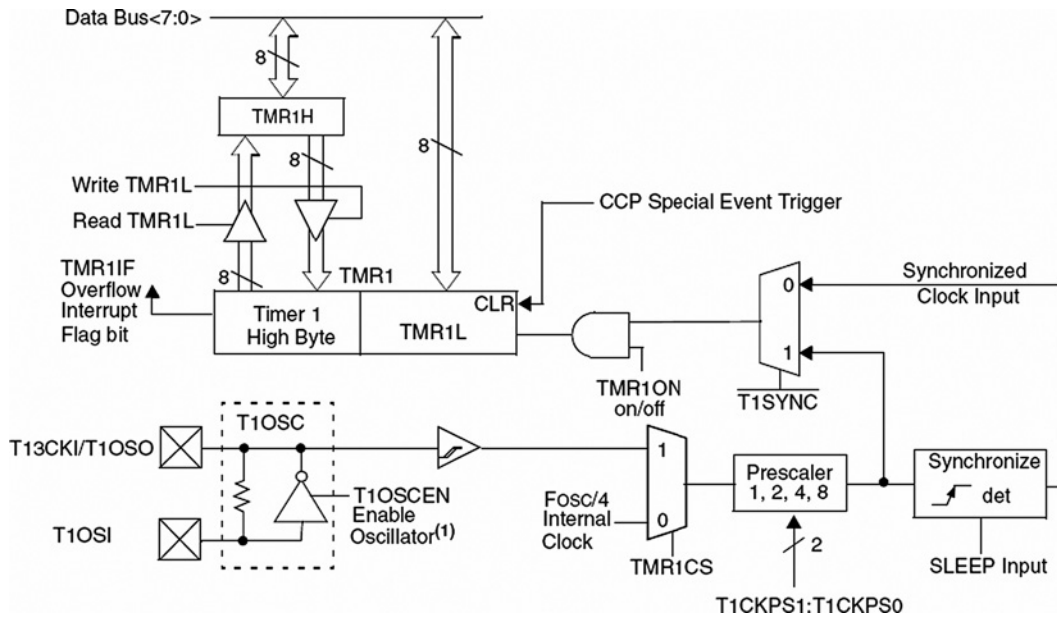 Data Bus<7:0>
8
TMR1H
8
8
Write TMR1L
CCP Special Event Trigger
Read TMR1L
8
TMR1
TMR1IF
Overflow
Interrupt
Flag bit
Timer 1
High Byte
TMR1L
CLR
0
1
Synchronized
Clock Input
TMR1ON
on/off
T1SYNC
T1OSC
T13CKI/T1OSO
T1OSI
T1OSCEN
Enable
Oscillator(1)
1
0
FOSC/4
Internal
Clock
TMR1CS
Prescaler
1, 2, 4, 8
2
T1CKPS1:T1CKPS0
Synchronize
det
SLEEP Input